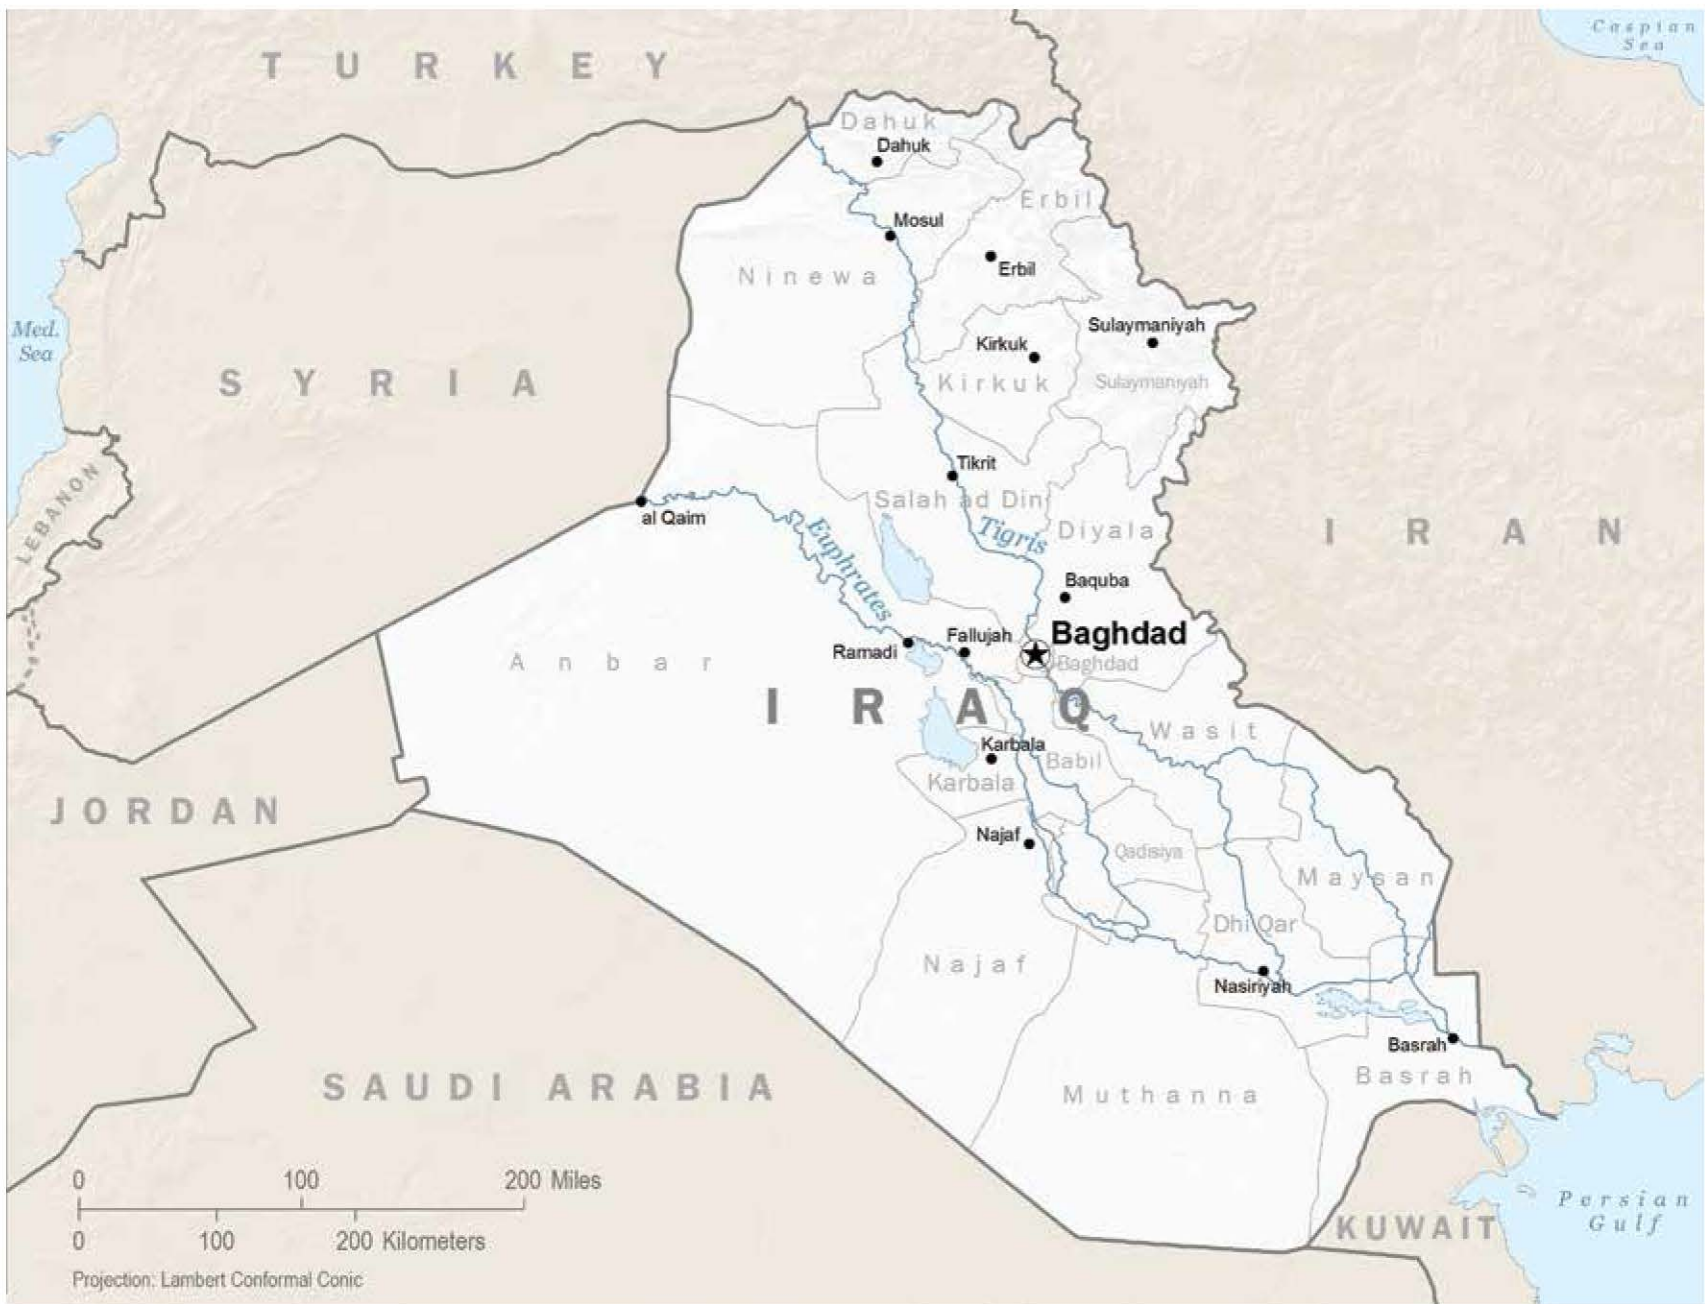 Caspian
Sea
TURKEY
Dahuk
Dahuk
Erbil
Mosul
Erbil
Ninewa
Med.
Sea
Sulaymaniyah
Kirkuk
SYRIA
Kirkuk
Sulaymaniyah
Tikrit
LEBANON
Salah ad Din
al Qaim
Tigris
Diyala
IRAN
Euphrates
Baquba
Baghdad
Fallujah
Ramadi
Anbar
Baghdad
IRAQ
Wasit
Karbala
Babil
Karbala
JORDAN
Najaf
Qadisiya
Maysan
Dhi Qar
Najaf
Nasiriyah
Basrah
Basrah
SAUDI ARABIA
Muthanna
0 100 200 Miles
0 100 200 Kilometers
Projection: Lambert Conformal Conic
Persian
Gulf
KUWAIT